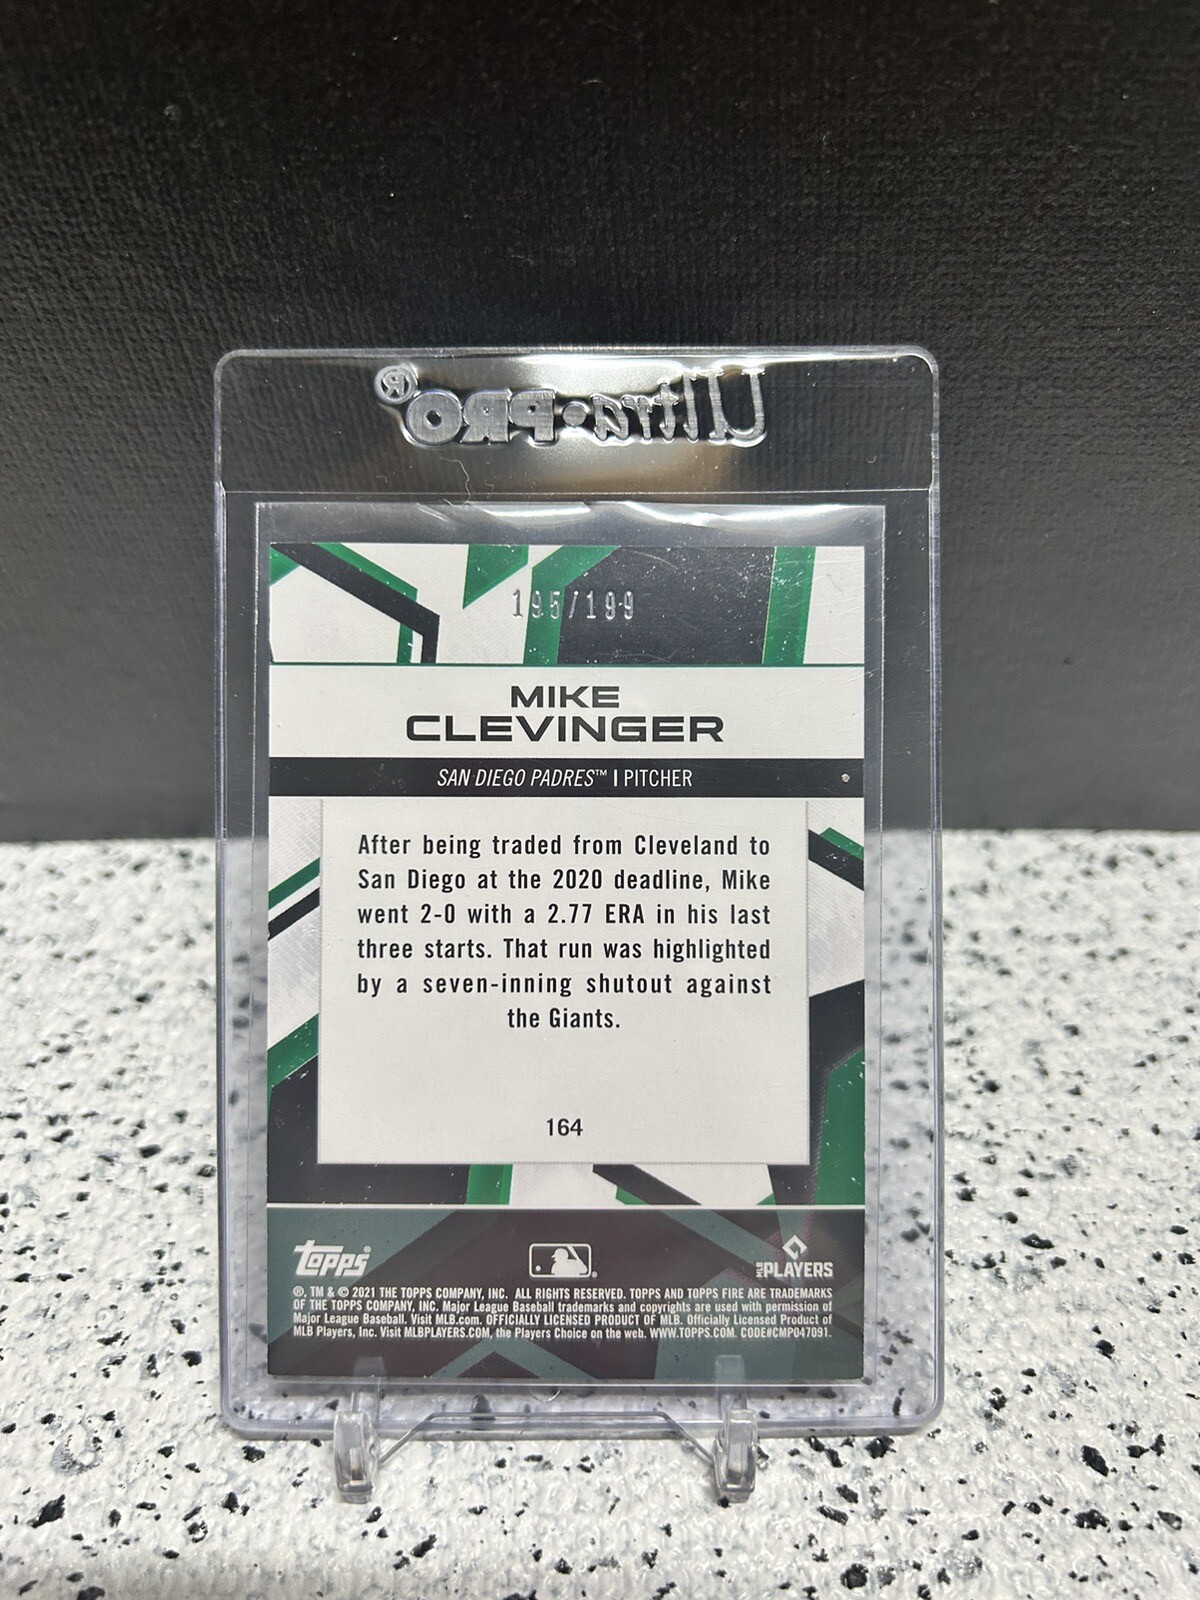 Ultra•PRO®
195/199
MIKE
CLEVINGER
SAN DIEGO PADRES™ | PITCHER
After being traded from Cleveland to
San Diego at the 2020 deadline, Mike
went 2-0 with a 2.77 ERA in his last
three starts. That run was highlighted
by a seven-inning shutout against
the Giants.
164
topps®
MLB PLAYERS
®, TM & © 2021 THE TOPPS COMPANY, INC. ALL RIGHTS RESERVED. TOPPS AND TOPPS FIRE ARE TRADEMARKS
OF THE TOPPS COMPANY, INC. Major League Baseball trademarks and copyrights are used with permission of
Major League Baseball. Visit MLB.com. OFFICIALLY LICENSED PRODUCT OF MLB. Officially Licensed Product of
MLB Players, Inc. Visit MLBPLAYERS.COM, the Players Choice on the web. WWW.TOPPS.COM. CODE#CMP047091.